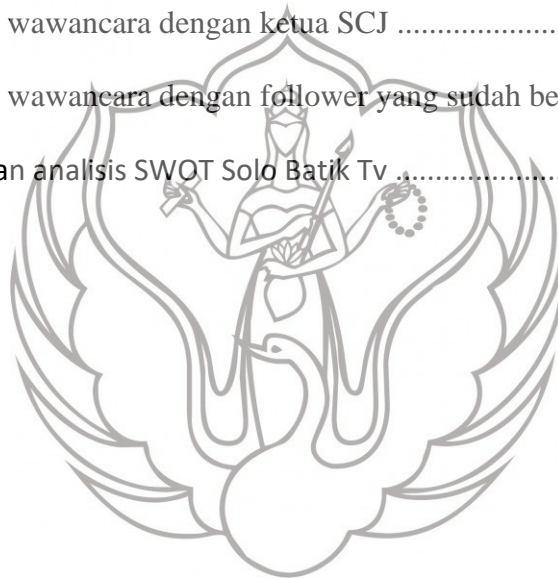 wawancara dengan ketua SCJ ....................
wawancara dengan follower yang sudah be
an analisis SWOT Solo Batik Tv ....................